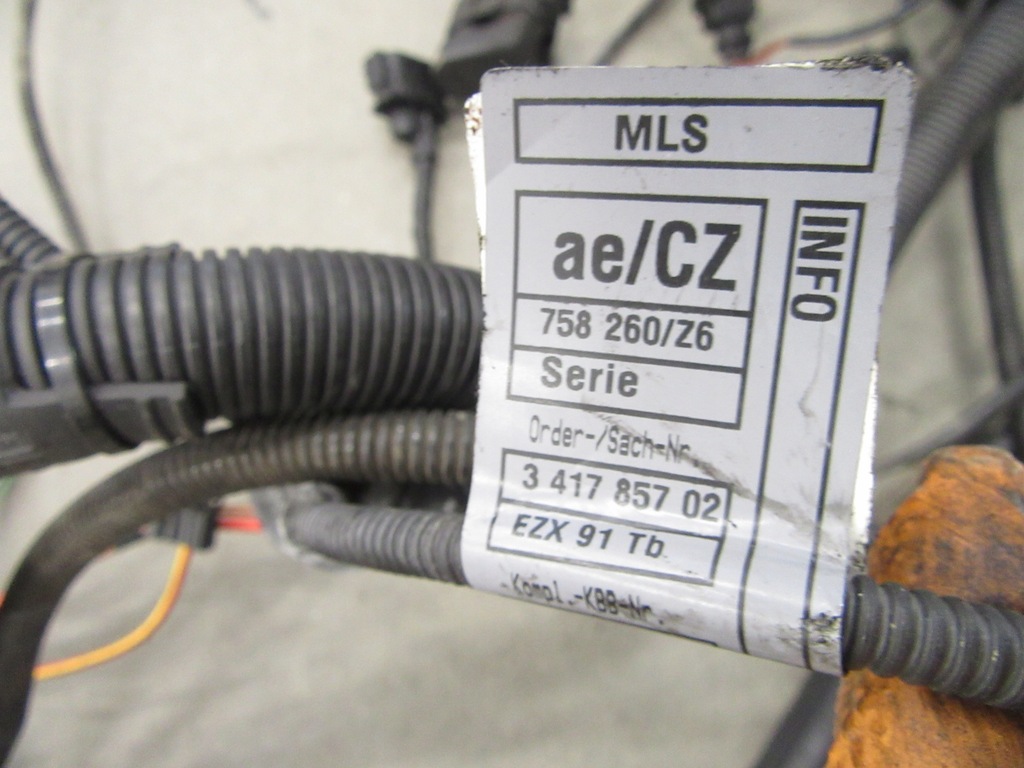 MLS
ae/CZ
758 260/Z6
Serie
Order-/Sach-Nr.
3 417 857 02
EZX 91 Tb
Kompl.-KBB-Nr.
INFO